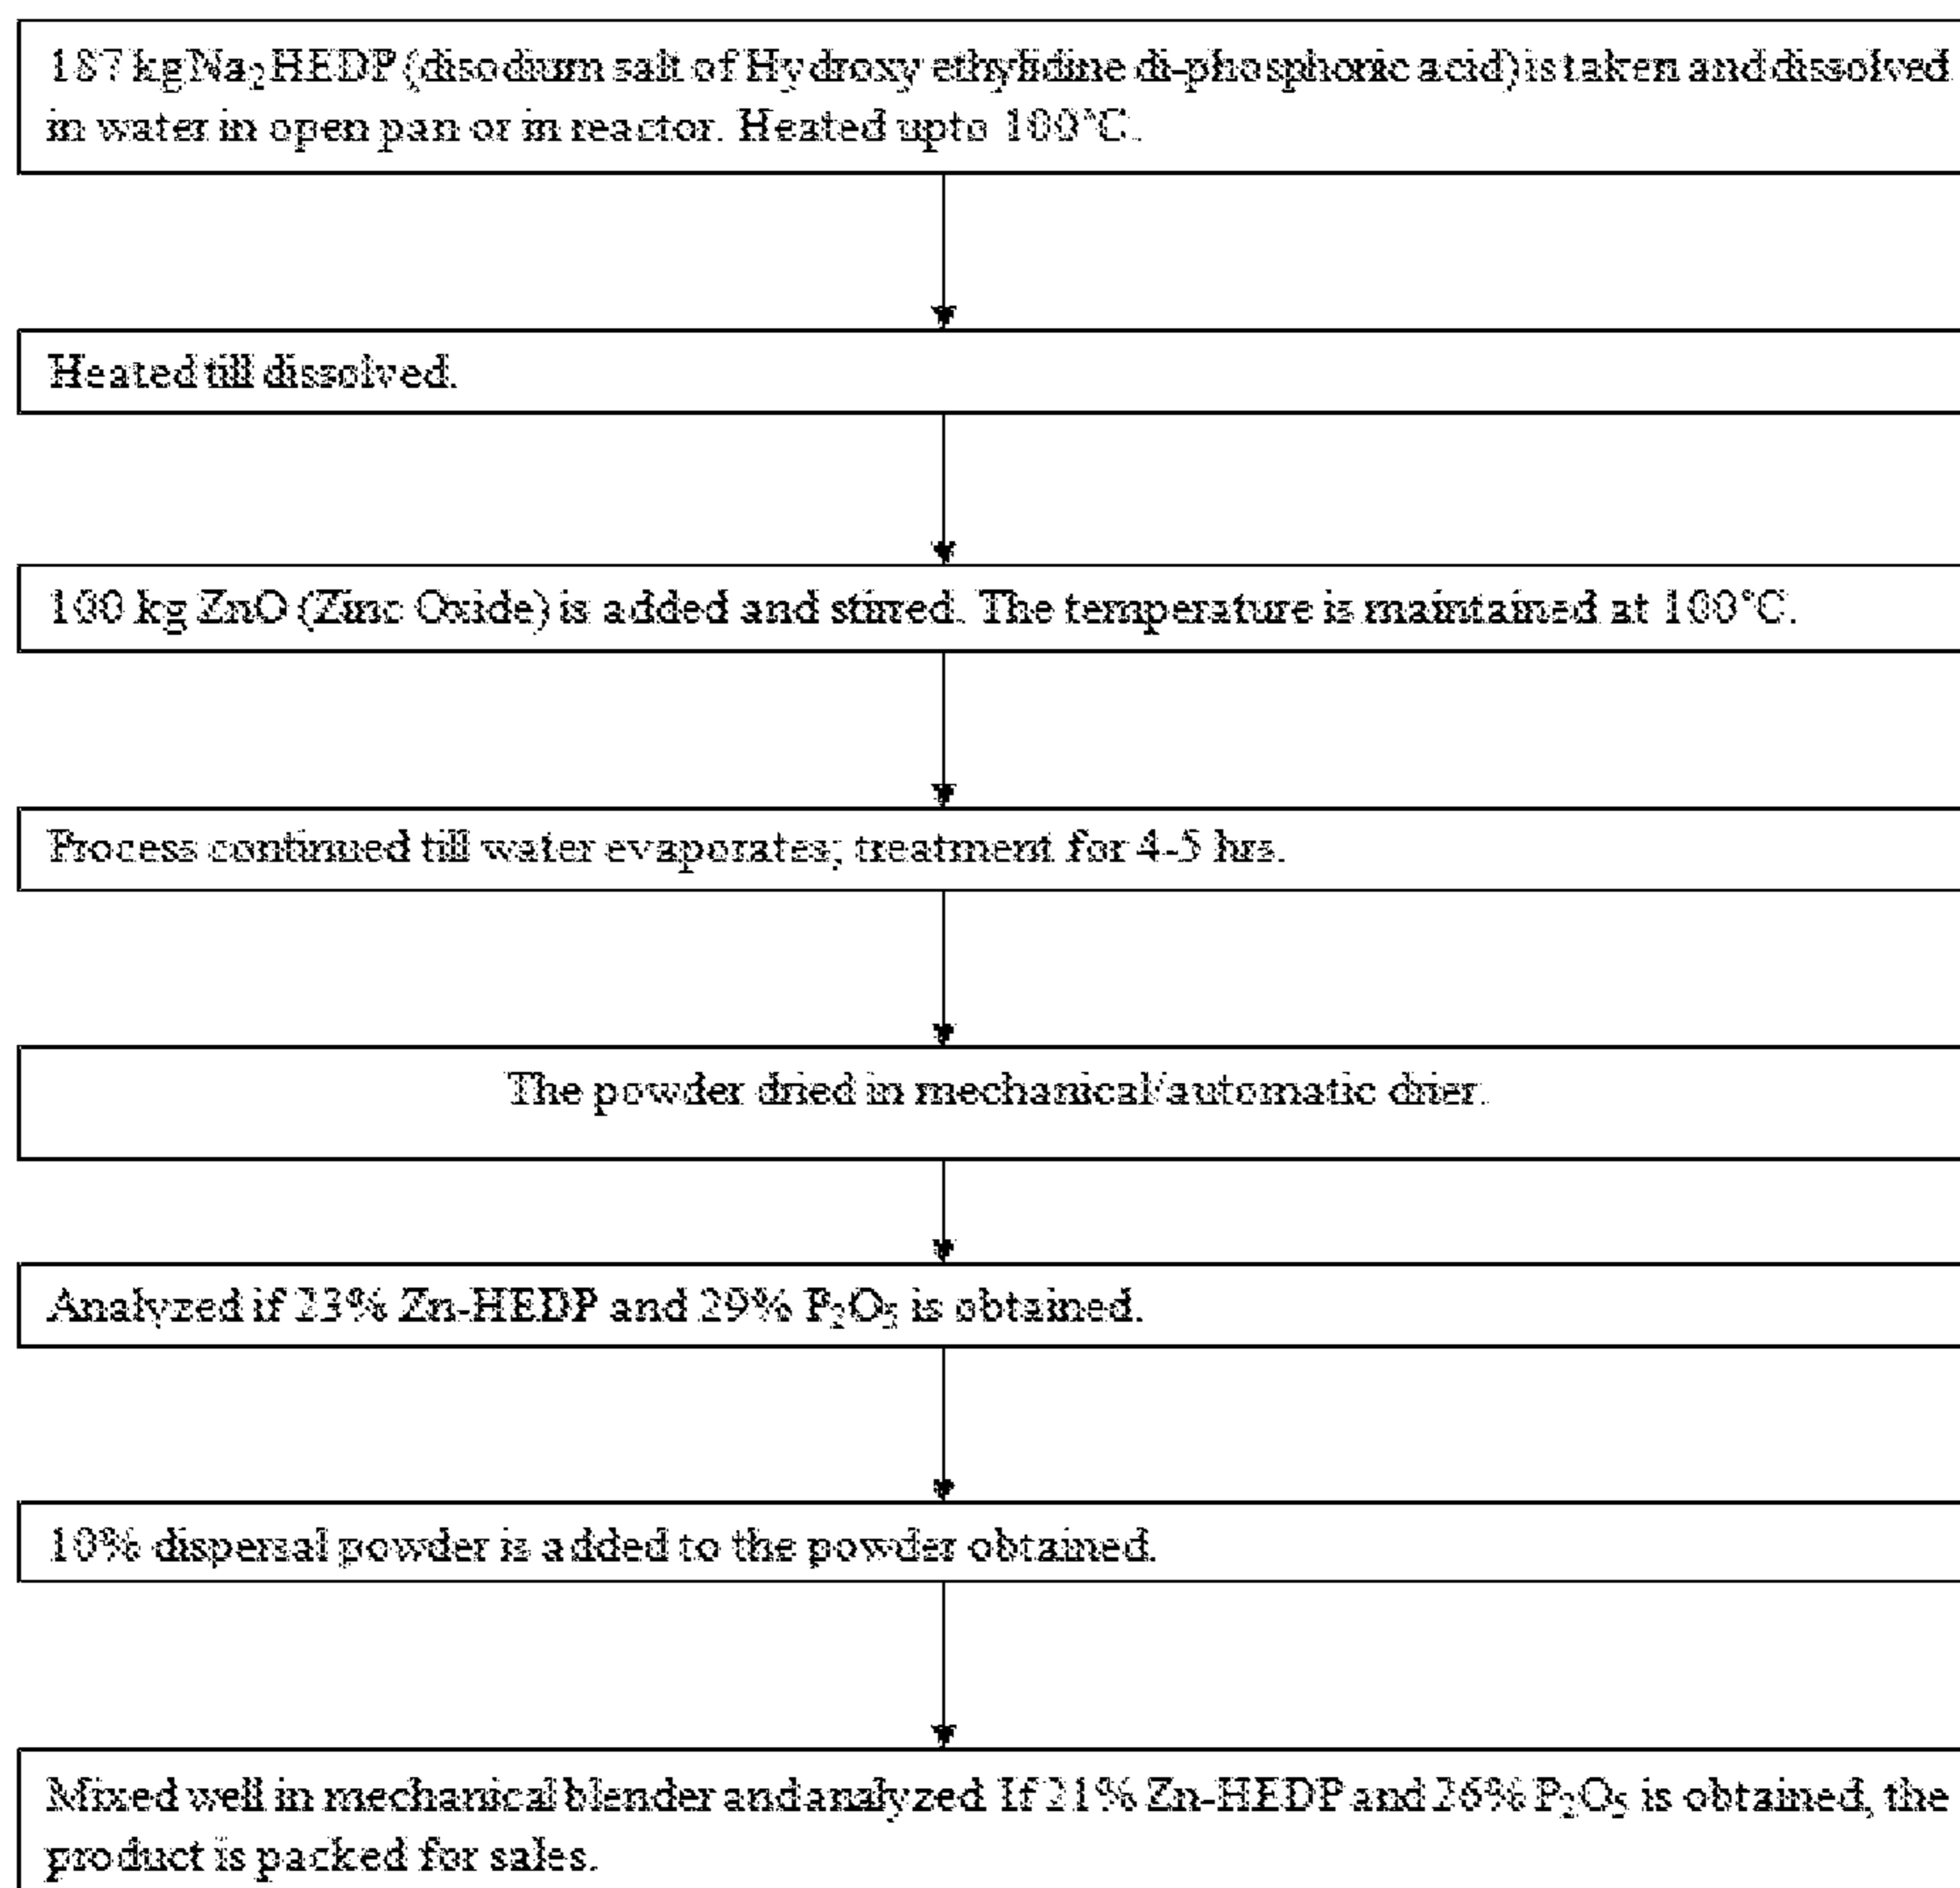 187 kg Na₂HEDP (disodium salt of Hydroxy ethylidine di-phosphonic acid) is taken and dissolved
in water in open pan or in reactor. Heated upto 100°C.
Heated till dissolved.
100 kg ZnO (Zinc Oxide) is added and stirred. The temperature is maintained at 100°C.
Process continued till water evaporates; treatment for 4-5 hrs.
The powder dried in mechanical/automatic drier.
Analyzed if 23% Zn-HEDP and 29% P₂O₅ is obtained.
10% dispersal powder is added to the powder obtained.
Mixed well in mechanical blender and analyzed. If 21% Zn-HEDP and 26% P₂O₅ is obtained, the
product is packed for sales.